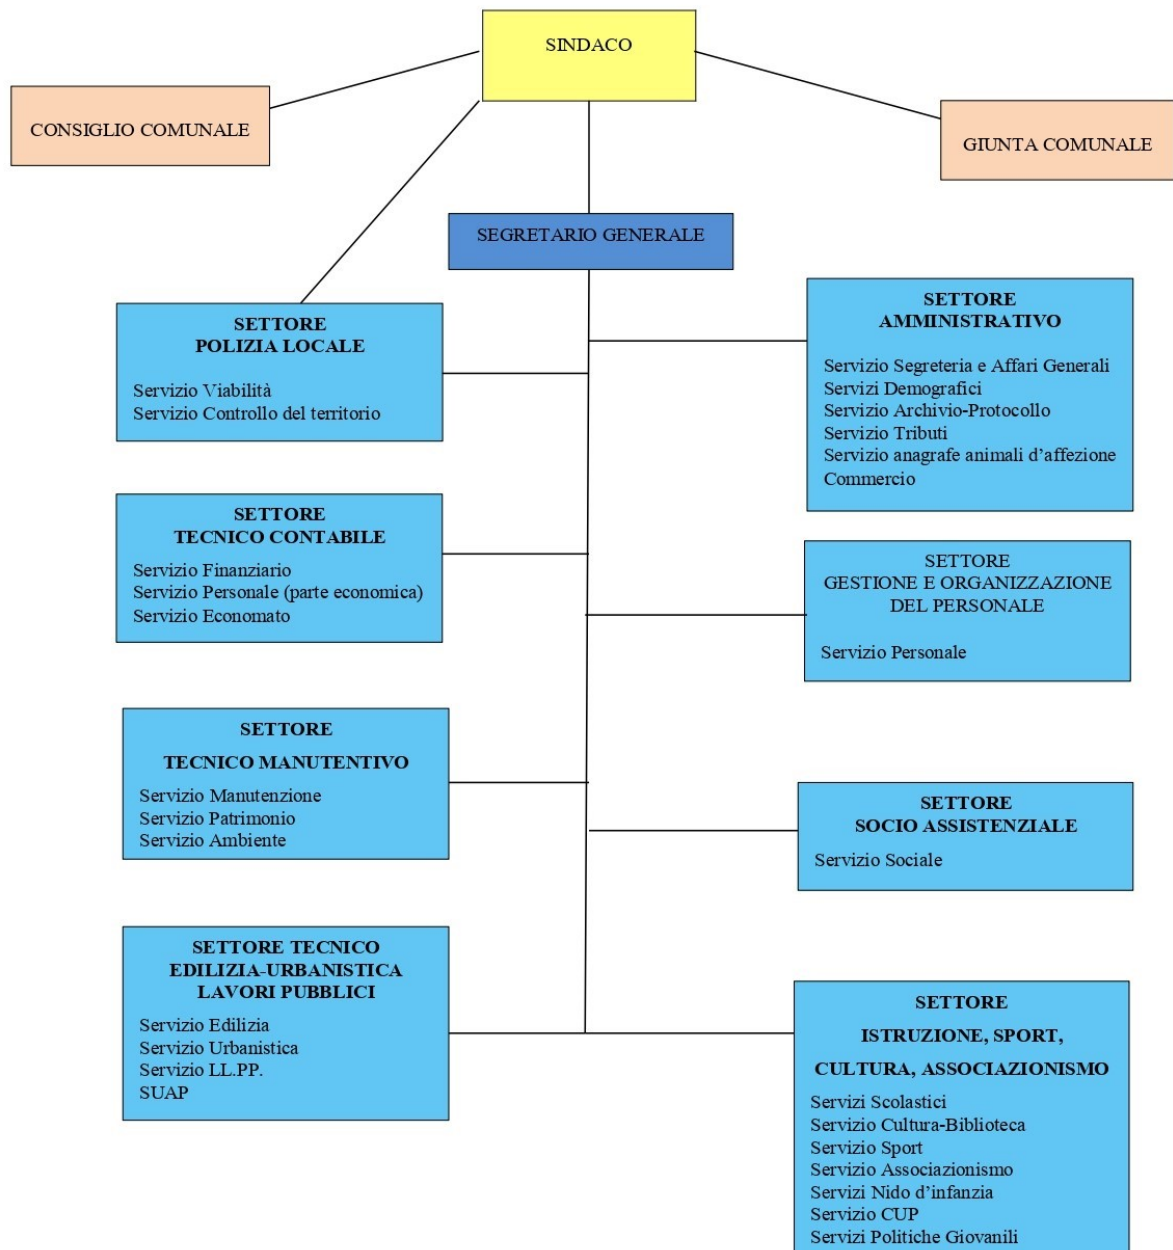 SINDACO
CONSIGLIO COMUNALE
GIUNTA COMUNALE
SEGRETARIO GENERALE
SETTORE
POLIZIA LOCALE
Servizio Viabilità
Servizio Controllo del territorio
SETTORE
AMMINISTRATIVO
Servizio Segreteria e Affari Generali
Servizi Demografici
Servizio Archivio-Protocollo
Servizio Tributi
Servizio anagrafe animali d’affezione
Commercio
SETTORE
TECNICO CONTABILE
Servizio Finanziario
Servizio Personale (parte economica)
Servizio Economato
SETTORE
GESTIONE E ORGANIZZAZIONE
DEL PERSONALE
Servizio Personale
SETTORE
TECNICO MANUTENTIVO
Servizio Manutenzione
Servizio Patrimonio
Servizio Ambiente
SETTORE
SOCIO ASSISTENZIALE
Servizio Sociale
SETTORE TECNICO
EDILIZIA-URBANISTICA
LAVORI PUBBLICI
Servizio Edilizia
Servizio Urbanistica
Servizio LL.PP.
SUAP
SETTORE
ISTRUZIONE, SPORT,
CULTURA, ASSOCIAZIONISMO
Servizi Scolastici
Servizio Cultura-Biblioteca
Servizio Sport
Servizio Associazionismo
Servizi Nido d’infanzia
Servizio CUP
Servizi Politiche Giovanili